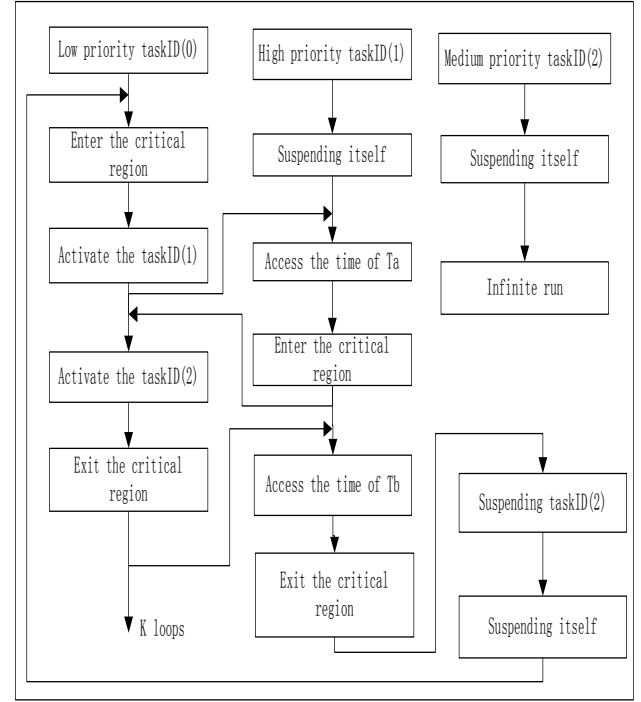 Low priority taskID(0)
Enter the critical
region
Activate the taskID(1)
Activate the taskID(2)
Exit the critical
region
K loops
High priority taskID(1)
Suspending itself
Access the time of Ta
Enter the critical
region
Access the time of Tb
Exit the critical
region
Medium priority taskID(2)
Suspending itself
Infinite run
Suspending taskID(2)
Suspending itself